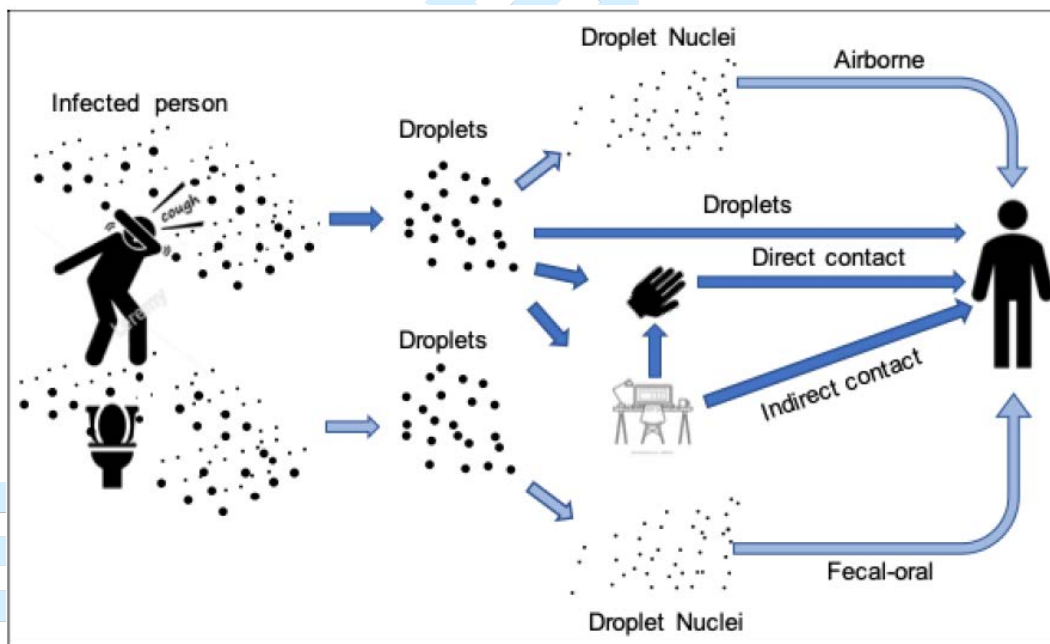 Droplet Nuclei
Airborne
Infected person
Droplets
cough
Droplets
Direct contact
Droplets
Indirect contact
Fecal-oral
Droplet Nuclei